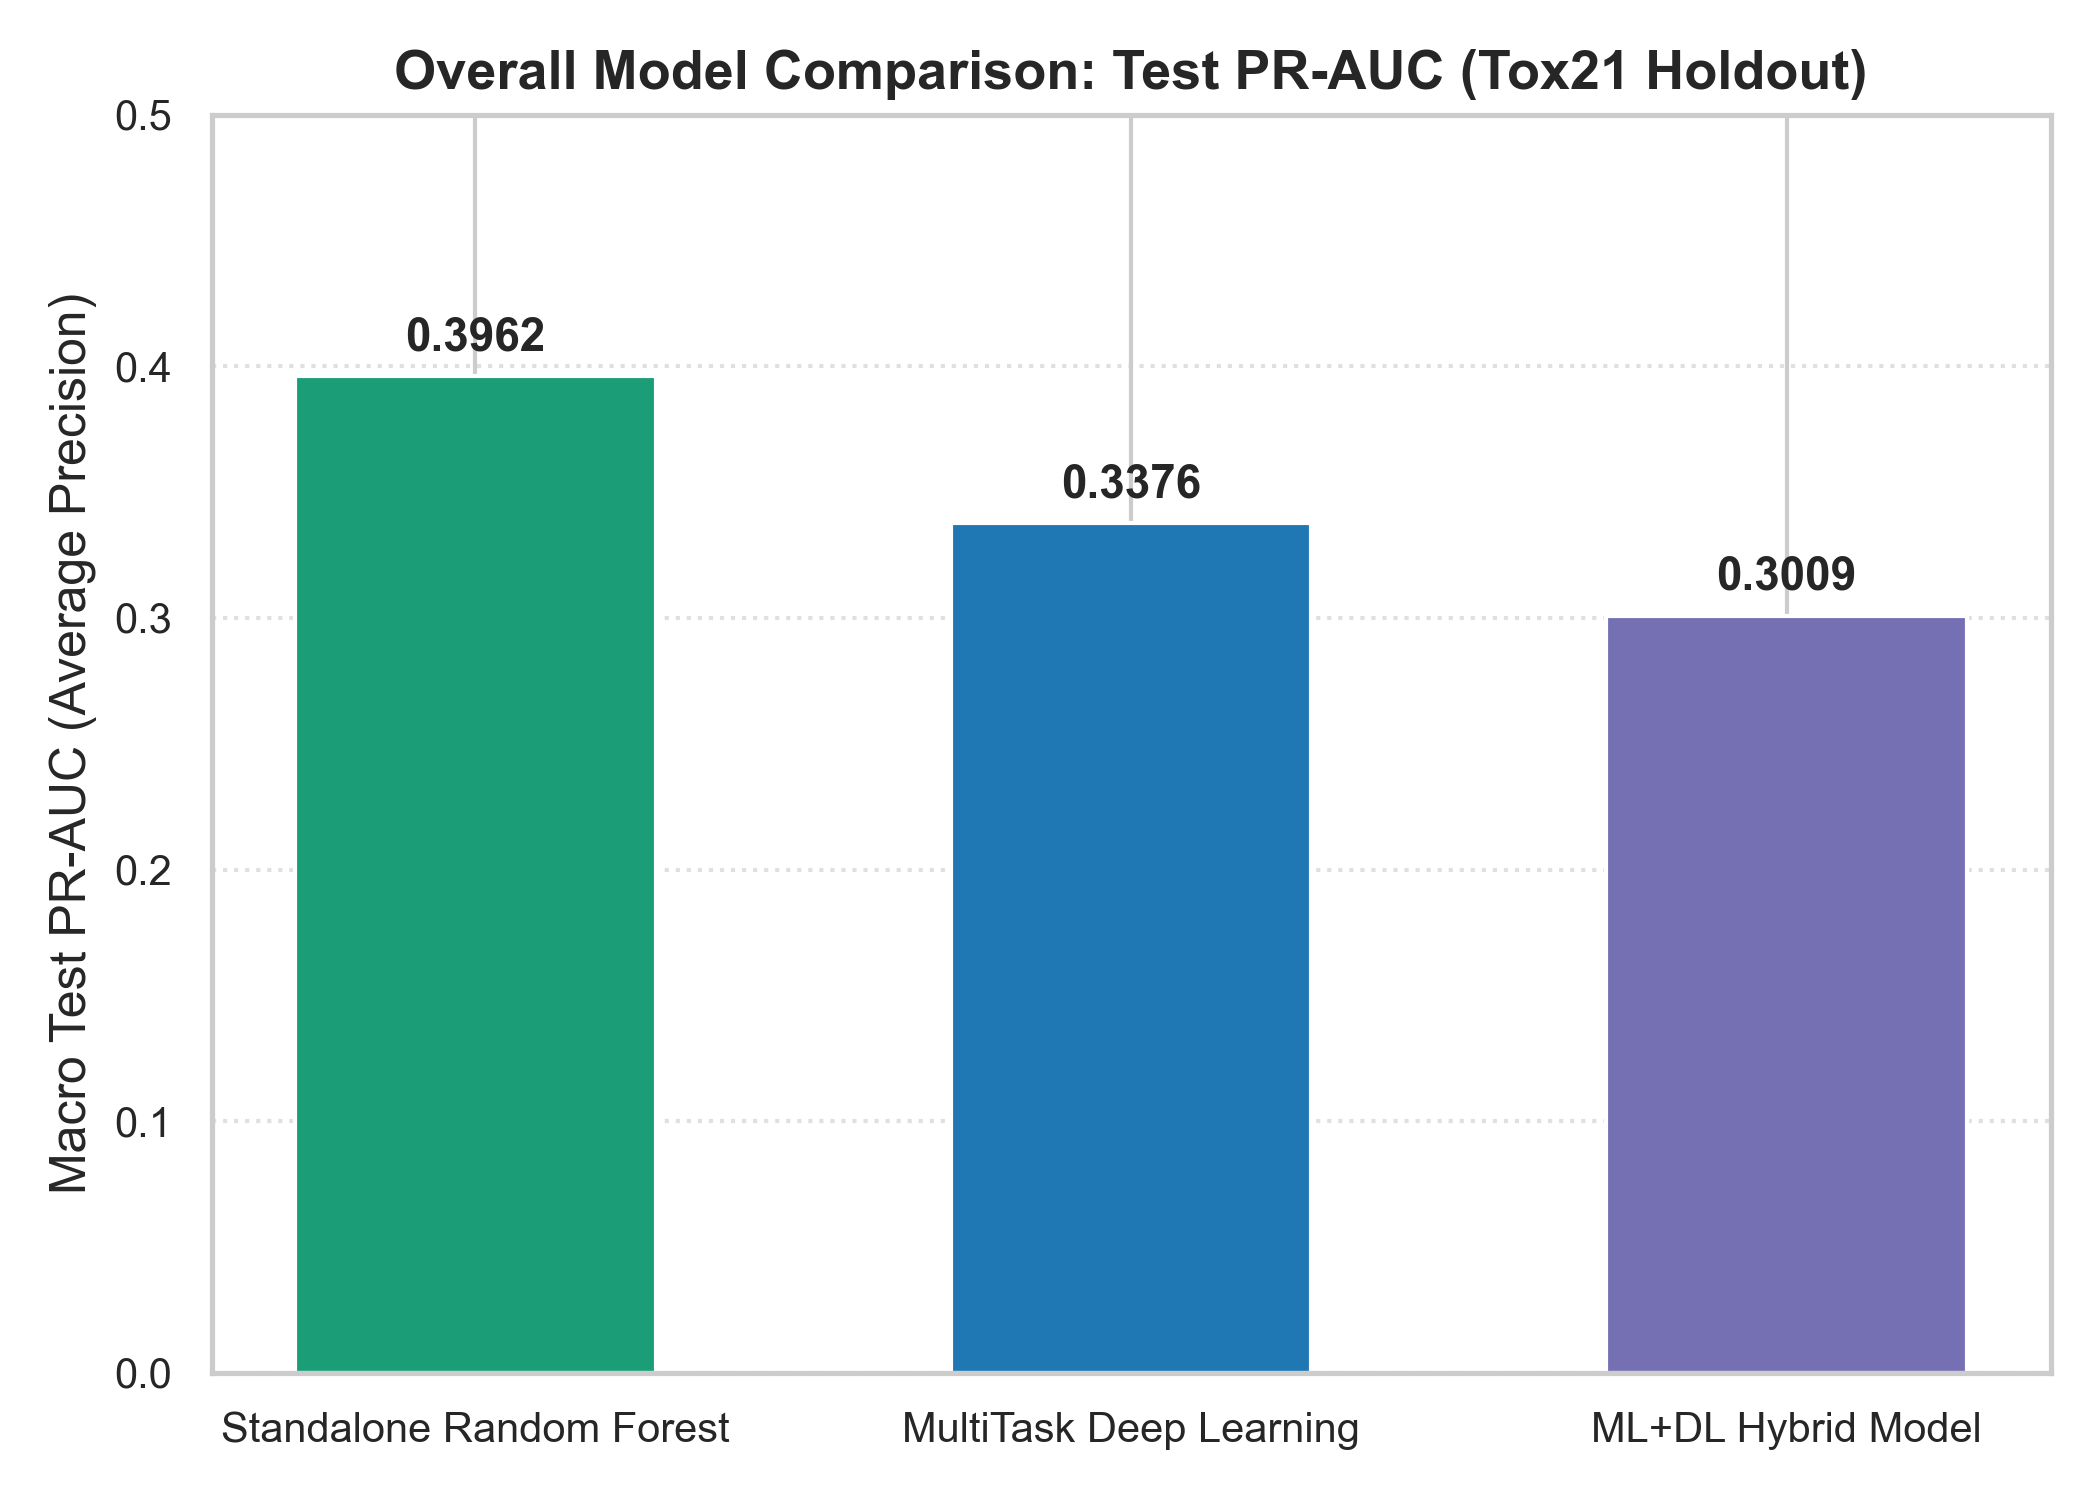 Overall Model Comparison: Test PR-AUC (Tox21 Holdout)
Macro Test PR-AUC (Average Precision)
0.5
0.4
0.3
0.2
0.1
0.0
0.3962
0.3376
0.3009
Standalone Random Forest
MultiTask Deep Learning
ML+DL Hybrid Model